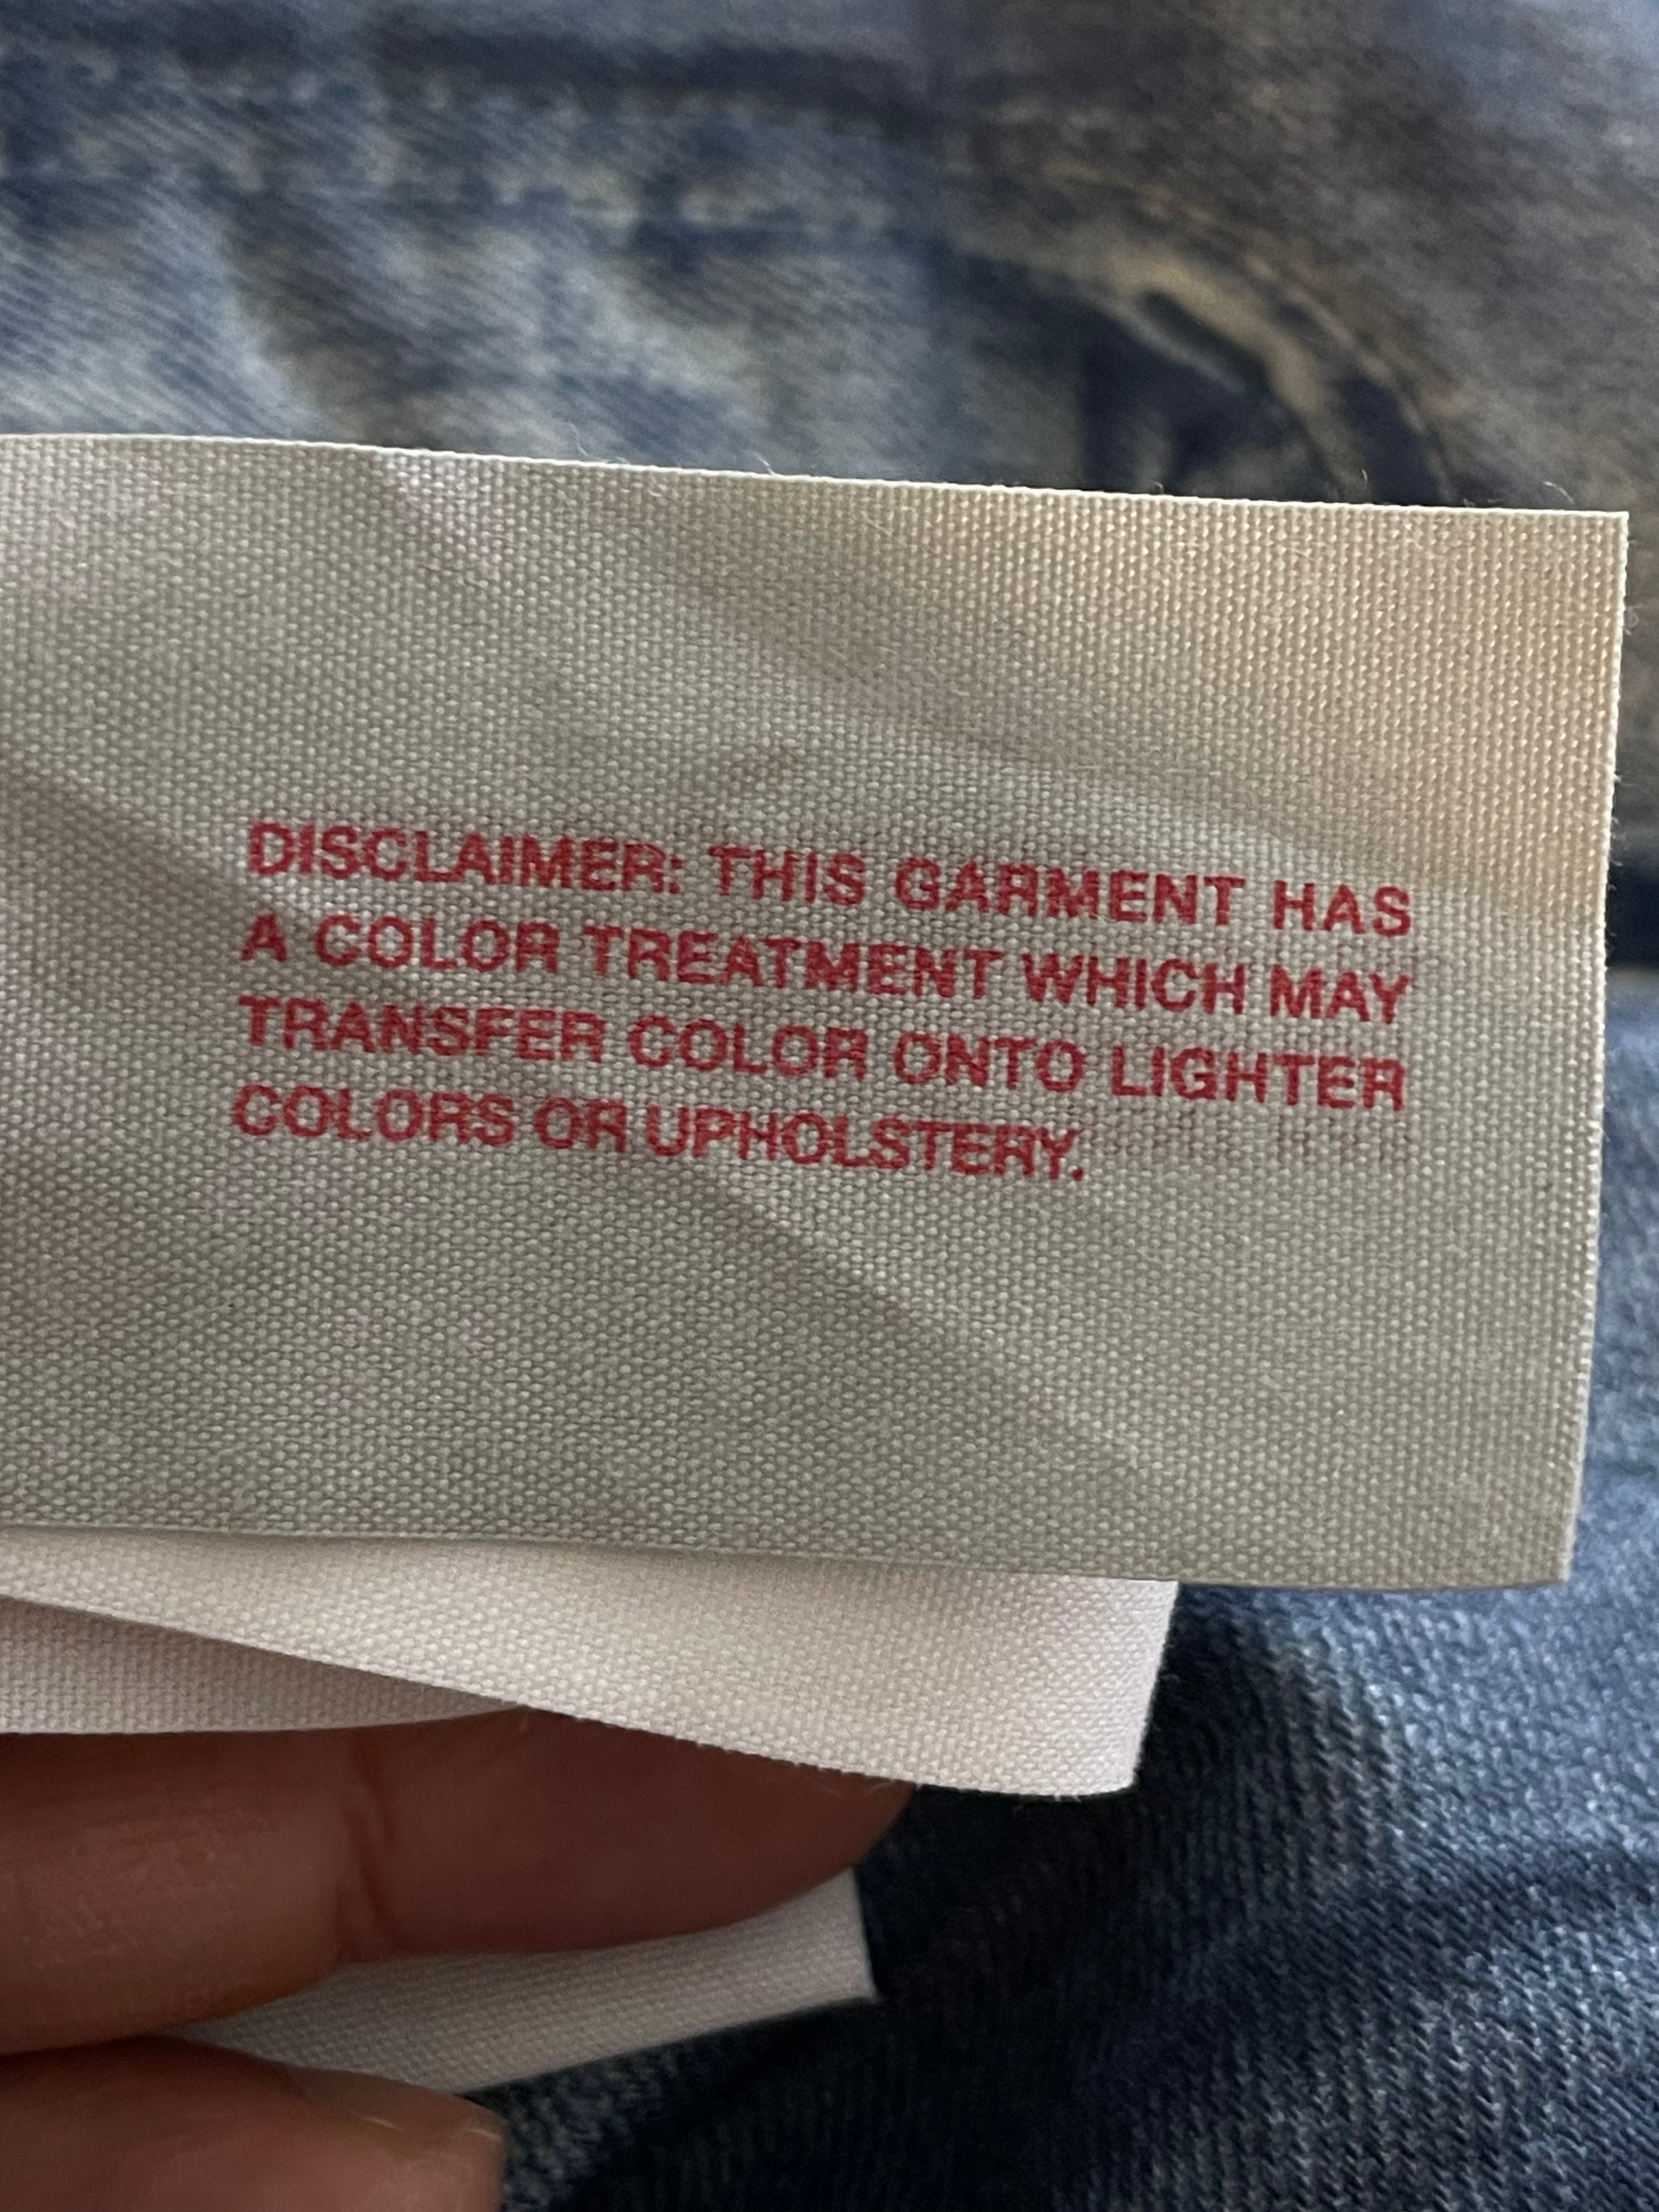 DISCLAIMER: THIS GARMENT HAS
A COLOR TREATMENT WHICH MAY
TRANSFER COLOR ONTO LIGHTER
COLORS OR UPHOLSTERY.